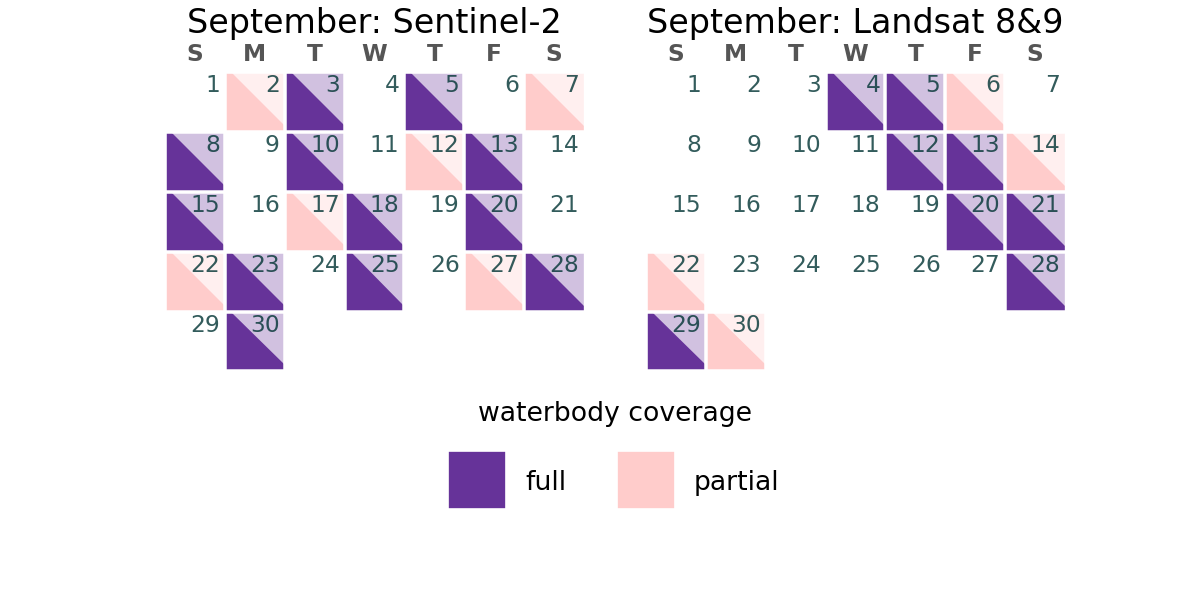 September: Sentinel-2
S M T W T F S
1 2 3 4 5 6 7
8 9 10 11 12 13 14
15 16 17 18 19 20 21
22 23 24 25 26 27 28
29 30
September: Landsat 8&9
S M T W T F S
1 2 3 4 5 6 7
8 9 10 11 12 13 14
15 16 17 18 19 20 21
22 23 24 25 26 27 28
29 30
waterbody coverage
full partial